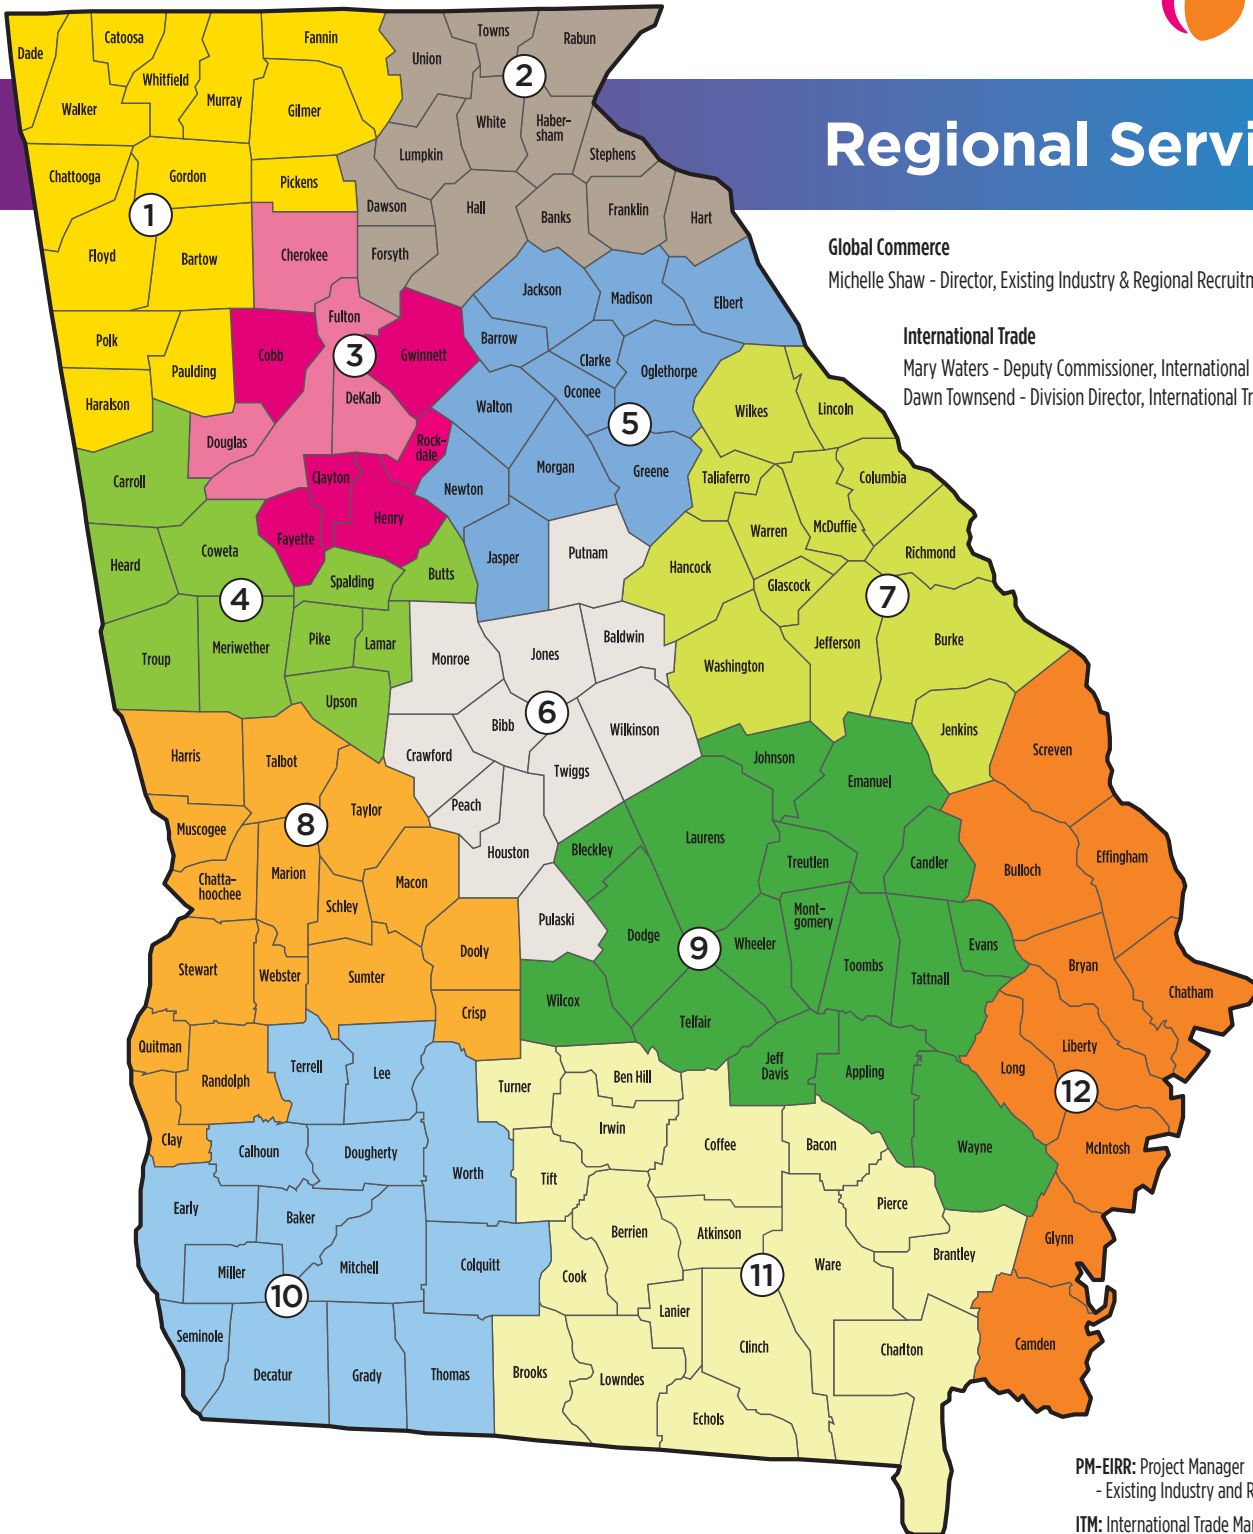 Regional Servi
Global Commerce
Michelle Shaw - Director, Existing Industry & Regional Recruitm
International Trade
Mary Waters - Deputy Commissioner, International
Dawn Townsend - Division Director, International Tr
Dade
Catoosa
Fannin
Whitfield
Walker
Murray
Gilmer
Chattooga
Gordon
Pickens
1
Floyd
Bartow
Polk
Paulding
Haralson
Towns
Union
Rabun
2
White
Haber-
sham
Lumpkin
Stephens
Dawson
Hall
Banks
Franklin
Hart
Forsyth
Cherokee
Fulton
Cobb
3
Gwinnett
DeKalb
Douglas
Rock-
dale
Clayton
Henry
Fayette
Carroll
Heard
Coweta
Spalding
Butts
4
Troup
Meriwether
Pike
Lamar
Upson
Jackson
Madison
Elbert
Barrow
Clarke
Oglethorpe
Oconee
Walton
5
Morgan
Greene
Newton
Jasper
Putnam
Monroe
Jones
Baldwin
6
Bibb
Wilkinson
Crawford
Twiggs
Peach
Houston
Pulaski
Wilkes
Lincoln
Taliaferro
Columbia
Warren
McDuffie
Richmond
Hancock
Glascock
7
Washington
Jefferson
Burke
Jenkins
Harris
Talbot
Taylor
8
Muscogee
Chatta-
hoochee
Marion
Macon
Schley
Dooly
Stewart
Webster
Sumter
Crisp
Quitman
Randolph
Clay
Johnson
Emanuel
Laurens
Bleckley
Treutlen
Candler
Mont-
gomery
Dodge
9
Wheeler
Evans
Toombs
Tattnall
Wilcox
Telfair
Jeff
Davis
Appling
Wayne
Terrell
Lee
Calhoun
Dougherty
Worth
Early
Baker
Miller
Mitchell
Colquitt
10
Seminole
Decatur
Grady
Thomas
Turner
Ben Hill
Irwin
Coffee
Bacon
Tift
Pierce
Berrien
Atkinson
Brantley
Cook
11
Ware
Lanier
Clinch
Charlton
Brooks
Lowndes
Echols
Screven
Bulloch
Effingham
Bryan
Chatham
Liberty
Long
12
McIntosh
Glynn
Camden
PM-EIRR: Project Manager
- Existing Industry and R
ITM: International Trade Mar